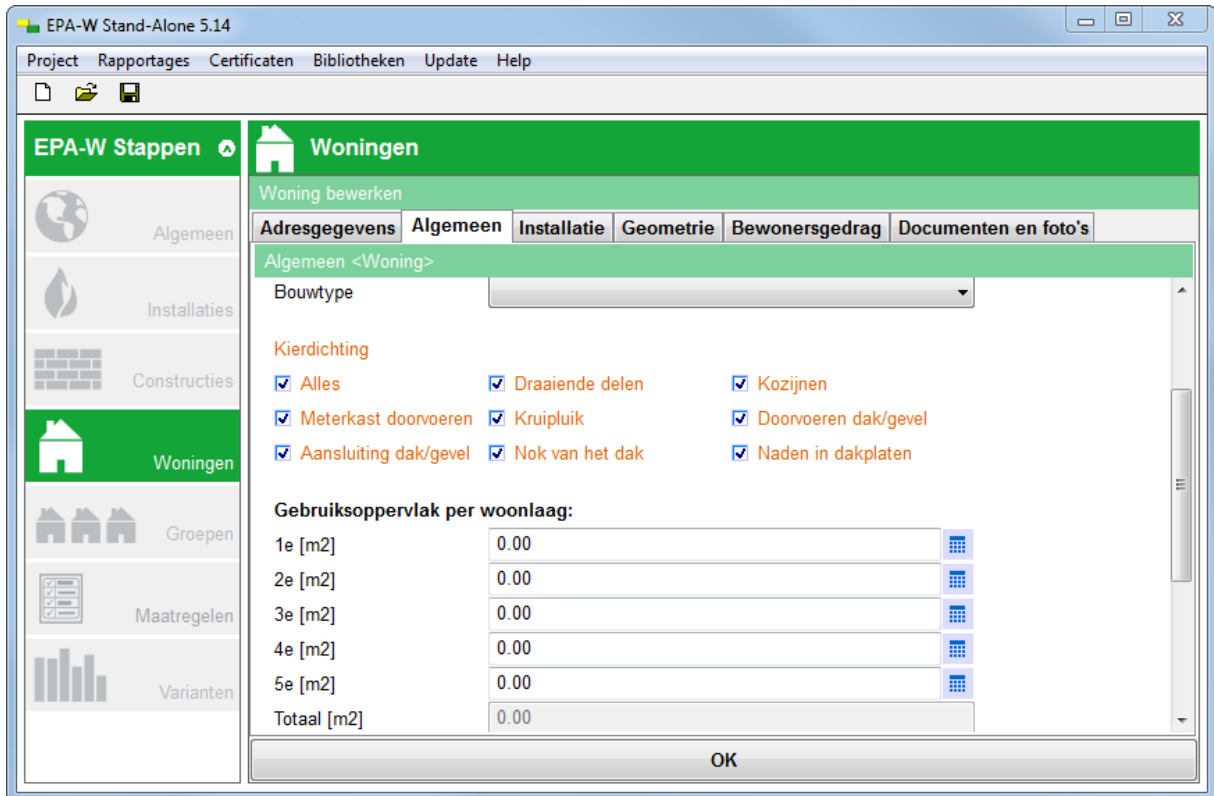 EPA-W Stand-Alone 5.14
Project Rapportages Certificaten Bibliotheken Update Help
EPA-W Stappen
Algemeen
Installaties
Constructies
Woningen
Groepen
Maatregelen
Varianten
Woningen
Woning bewerken
Adresgegevens Algemeen Installatie Geometrie Bewonersgedrag Documenten en foto's
Algemeen <Woning>
Bouwtype
Kierdichting
Alles Draaiende delen Kozijnen
Meterkast doorvoeren Kruipluik Doorvoeren dak/gevel
Aansluiting dak/gevel Nok van het dak Naden in dakplaten
Gebruiksoppervlak per woonlaag:
1e [m2] 0.00
2e [m2] 0.00
3e [m2] 0.00
4e [m2] 0.00
5e [m2] 0.00
Totaal [m2] 0.00
OK